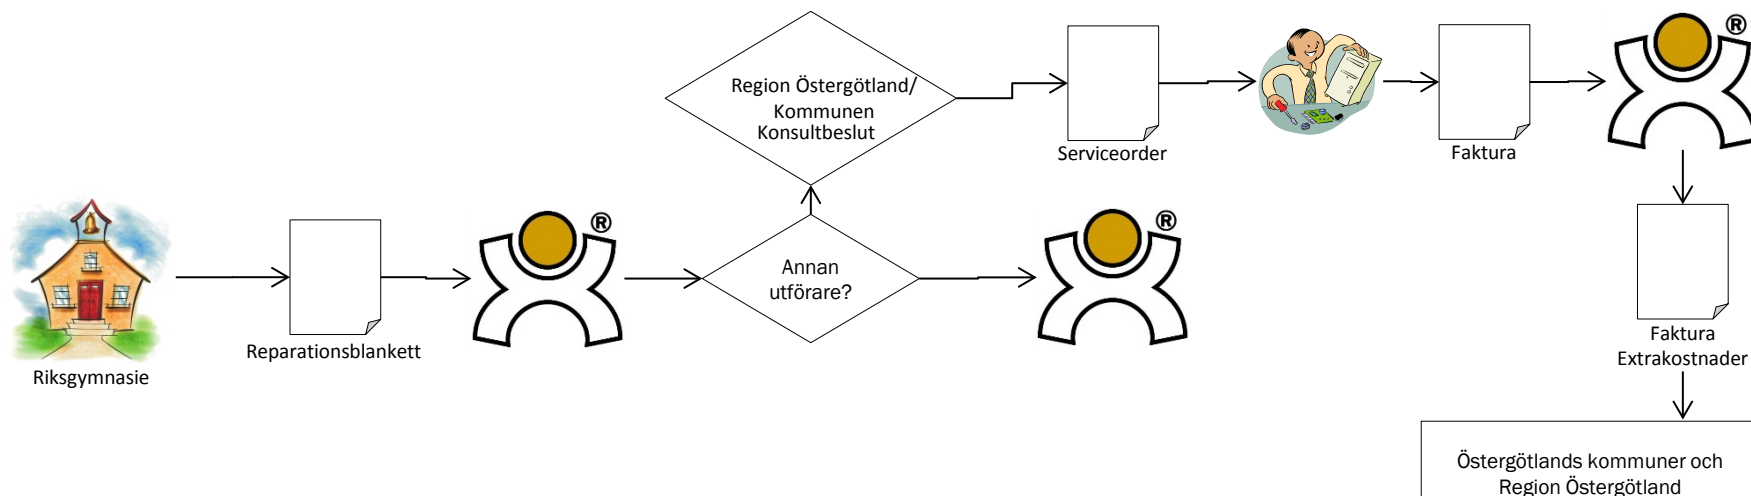 Region Östergötland/
Kommunen
Konsultbeslut
Serviceorder
Faktura
®
Riksgymnasie
Reparationsblankett
®
Annan
utförare?
®
Faktura
Extrakostnader
Östergötlands kommuner och
Region Östergötland